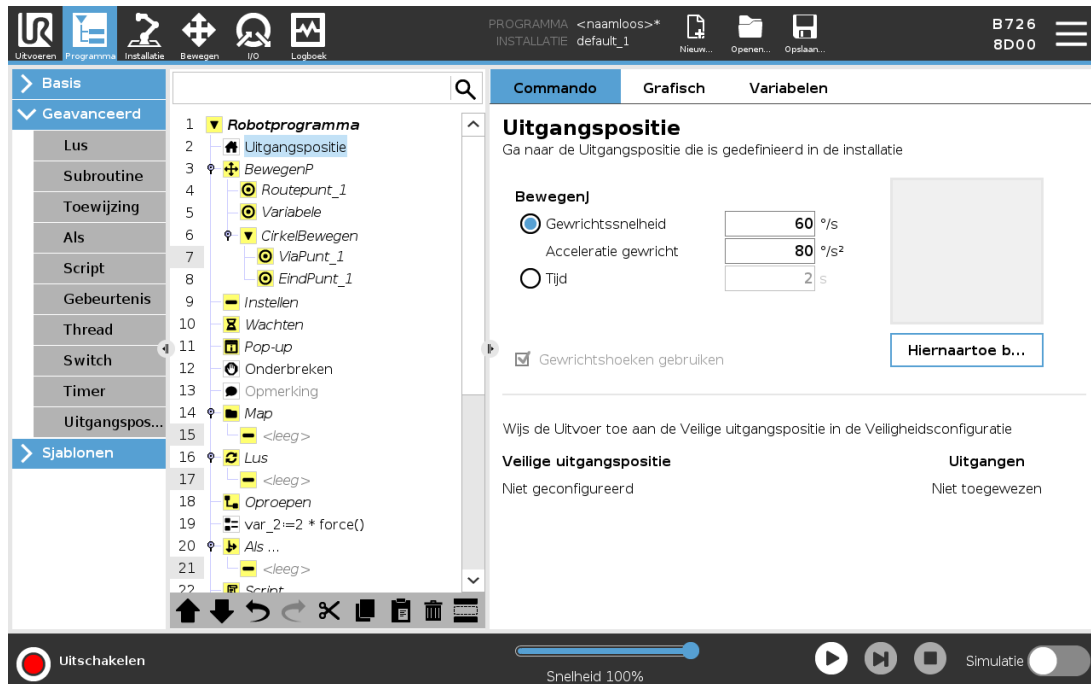 PROGRAMMA <naamloos>*
INSTALLATIE default_1
Uitvoeren Programma Installatie Bewegen I/O Logboek
Nieuw... Openen... Opslaan...
B726
8D00
Basis
Geavanceerd
Lus
Subroutine
Toewijzing
Als
Script
Gebeurtenis
Thread
Switch
Timer
Uitgangspos...
Sjablonen
1 Robotprogramma
2 Uitgangspositie
3 BewegenP
4 Routepunt_1
5 Variabele
6 CirkelBewegen
7 ViaPunt_1
8 EindPunt_1
9 Instellen
10 Wachten
11 Pop-up
12 Onderbreken
13 Opmerking
14 Map
15 <leeg>
16 Lus
17 <leeg>
18 Oproepen
19 var_2:=2 * force()
20 Als ...
21 <leeg>
22 Script
Commando Grafisch Variabelen
Uitgangspositie
Ga naar de Uitgangspositie die is gedefinieerd in de installatie
BewegenJ
Gewrichtssnelheid 60 °/s
Acceleratie gewricht 80 °/s²
Tijd 2 s
Gewrichtshoeken gebruiken
Hiernaartoe b...
Wijs de Uitvoer toe aan de Veilige uitgangspositie in de Veiligheidsconfiguratie
Veilige uitgangspositie Uitgangen
Niet geconfigureerd Niet toegewezen
Uitschakelen
Snelheid 100%
Simulatie